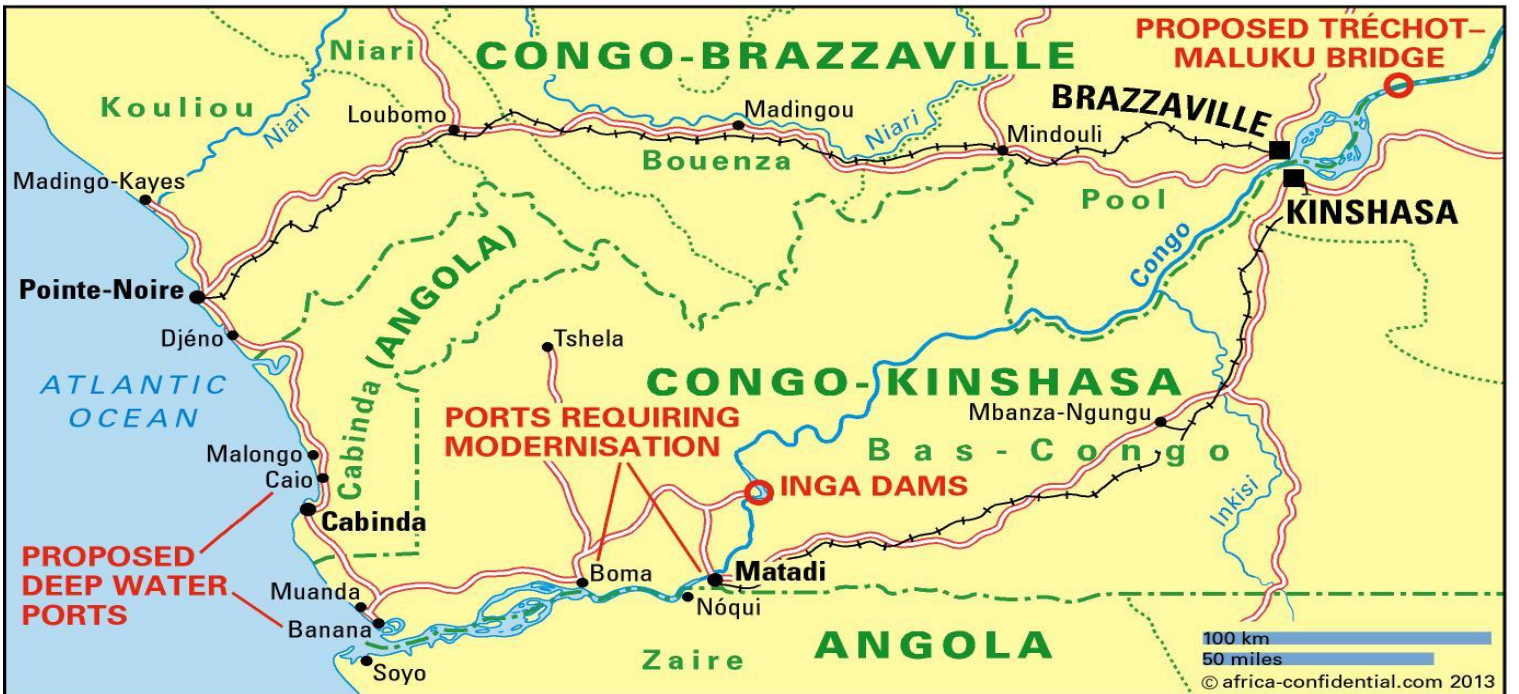 PROPOSED TRÉCHOT–
MALUKU BRIDGE
Niari
CONGO-BRAZZAVILLE
Kouliou
Niari
Loubomo
Madingou
Niari
BRAZZAVILLE
Mindouli
Bouenza
Madingo-Kayes
Pool
KINSHASA
Pointe-Noire
Cabinda (ANGOLA)
Congo
Djéno
Tshela
ATLANTIC
OCEAN
CONGO-KINSHASA
PORTS REQUIRING
MODERNISATION
Mbanza-Ngungu
Bas-Congo
Malongo
Caio
INGA DAMS
Inkisi
Cabinda
PROPOSED
DEEP WATER
PORTS
Boma
Matadi
Muanda
Nóqui
Banana
Soyo
Zaire
ANGOLA
100 km
50 miles
© africa-confidential.com 2013